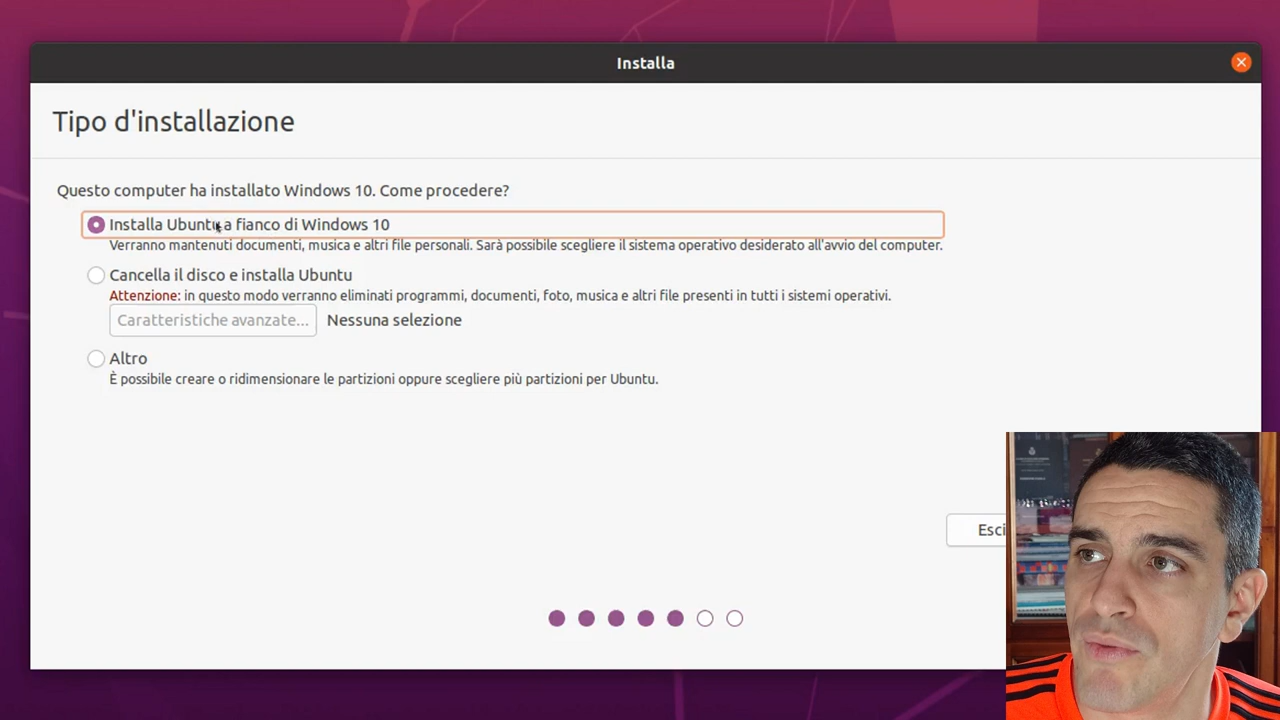 Installa
Tipo d'installazione
Questo computer ha installato Windows 10. Come procedere?
Installa Ubuntu a fianco di Windows 10
Verranno mantenuti documenti, musica e altri file personali. Sarà possibile scegliere il sistema operativo desiderato all'avvio del computer.
Cancella il disco e installa Ubuntu
Attenzione: in questo modo verranno eliminati programmi, documenti, foto, musica e altri file presenti in tutti i sistemi operativi.
Caratteristiche avanzate... Nessuna selezione
Altro
È possibile creare o ridimensionare le partizioni oppure scegliere più partizioni per Ubuntu.
Esci